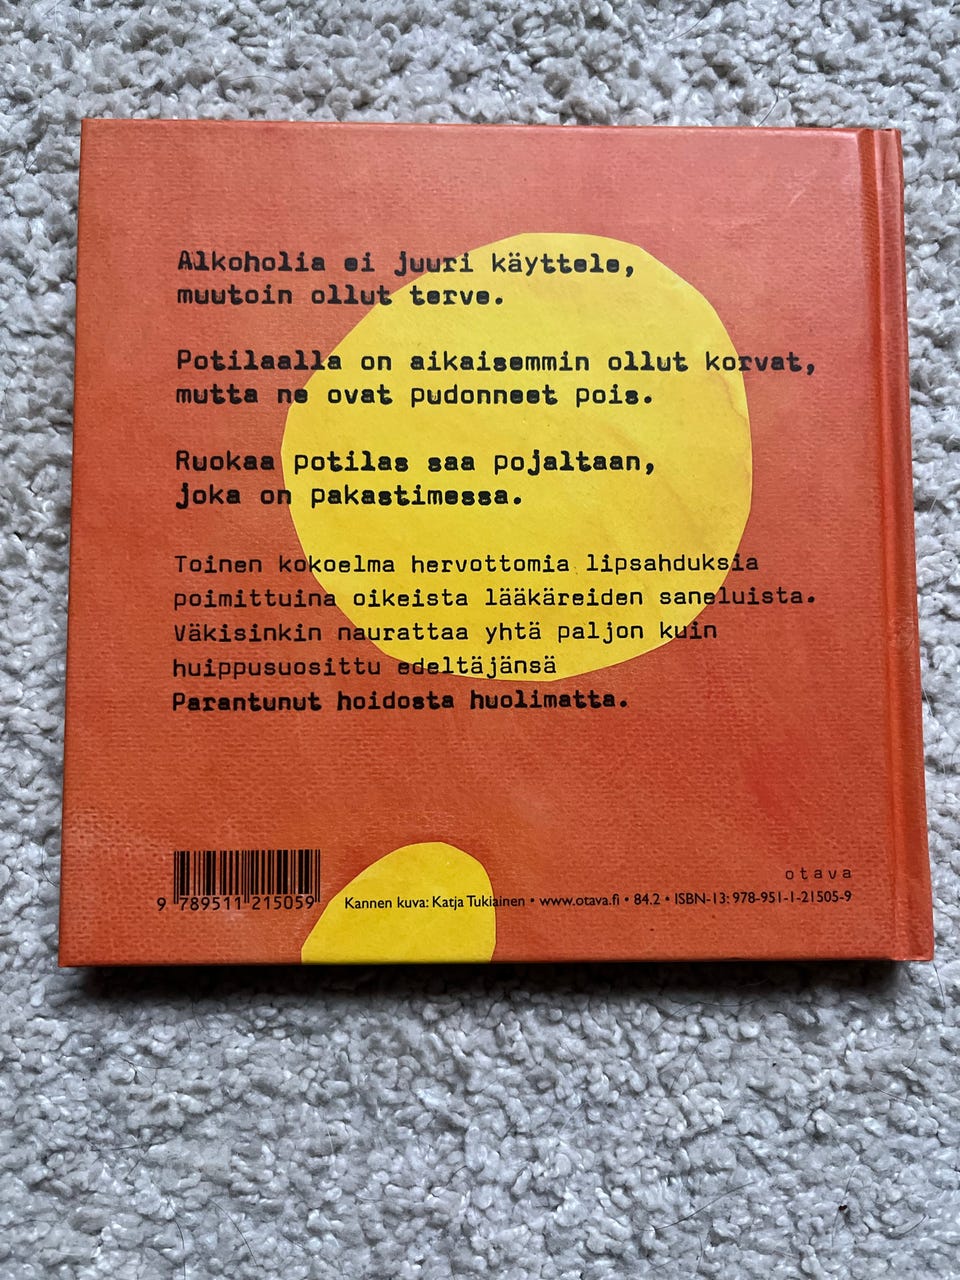 Alkoholia ei juuri käyttele,
muutoin ollut terve.
Potilaalla on aikaisemmin ollut korvat,
mutta ne ovat pudonneet pois.
Ruokaa potilas saa pojaltaan,
joka on pakastimessa.
Toinen kokoelma hervottomia lipsahduksia
poimittuina oikeista lääkäreiden saneluista.
Väkisinkin naurattaa yhtä paljon kuin
huippusuosittu edeltäjänsä
Parantunut hoidosta huolimatta.
otava
9 789511 215059
Kannen kuva: Katja Tukiainen • www.otava.fi • 84.2 • ISBN-13: 978-951-1-21505-9